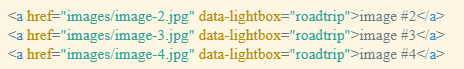 <a href="images/image-2.jpg" data-lightbox="roadtrip">image #2</a>
<a href="images/image-3.jpg" data-lightbox="roadtrip">image #3</a>
<a href="images/image-4.jpg" data-lightbox="roadtrip">image #4</a>